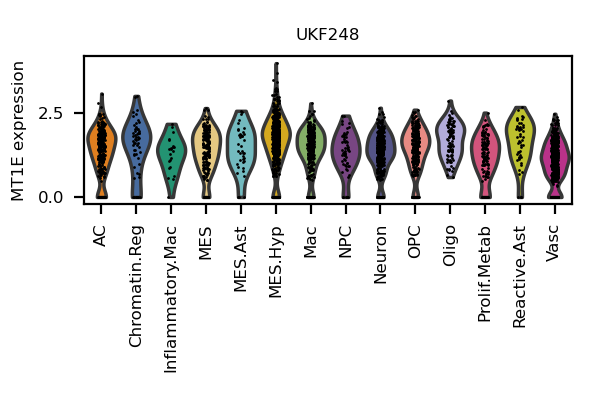 UKF248
MT1E expression
2.5
0.0
AC
Chromatin.Reg
Inflammatory.Mac
MES
MES.Ast
MES.Hyp
Mac
NPC
Neuron
OPC
Oligo
Prolif.Metab
Reactive.Ast
Vasc